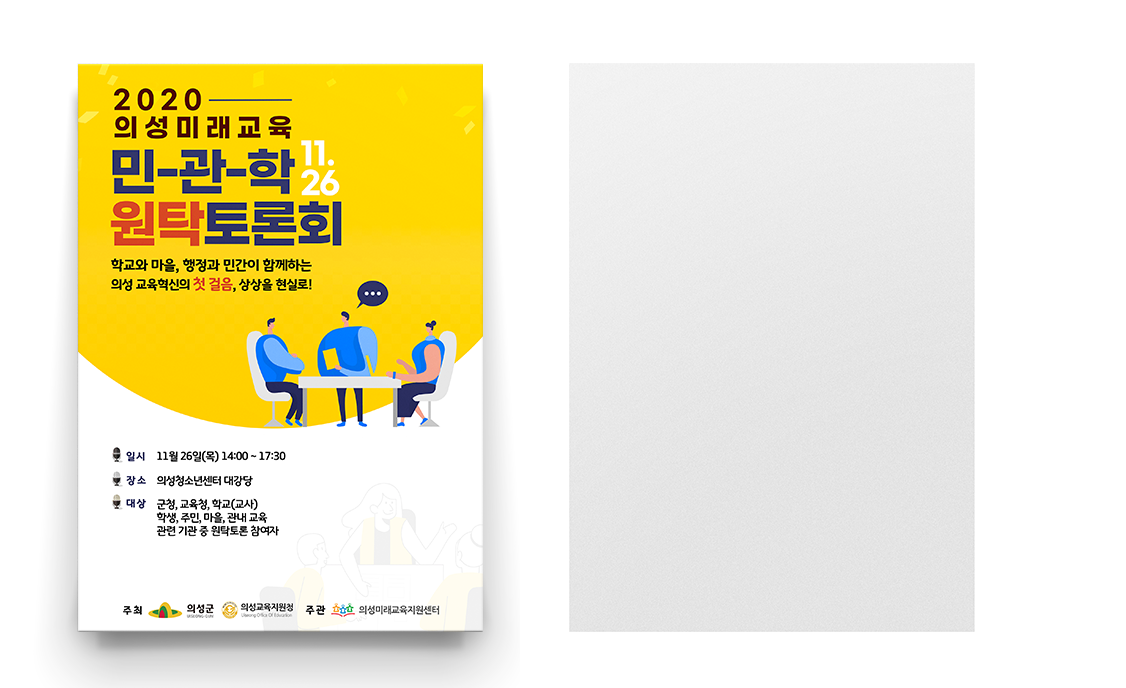 2020
의성미래교육
민-관-학 11.
26
원탁토론회
학교와 마을, 행정과 민간이 함께하는
의성 교육혁신의 첫 걸음, 상상을 현실로!
일시 11월 26일(목) 14:00 ~ 17:30
장소 의성청소년센터 대강당
대상 군청, 교육청, 학교(교사)
학생, 주민, 마을, 관내 교육
관련 기관 중 원탁토론 참여자
주최 의성군 의성교육지원청 주관 의성미래교육지원센터